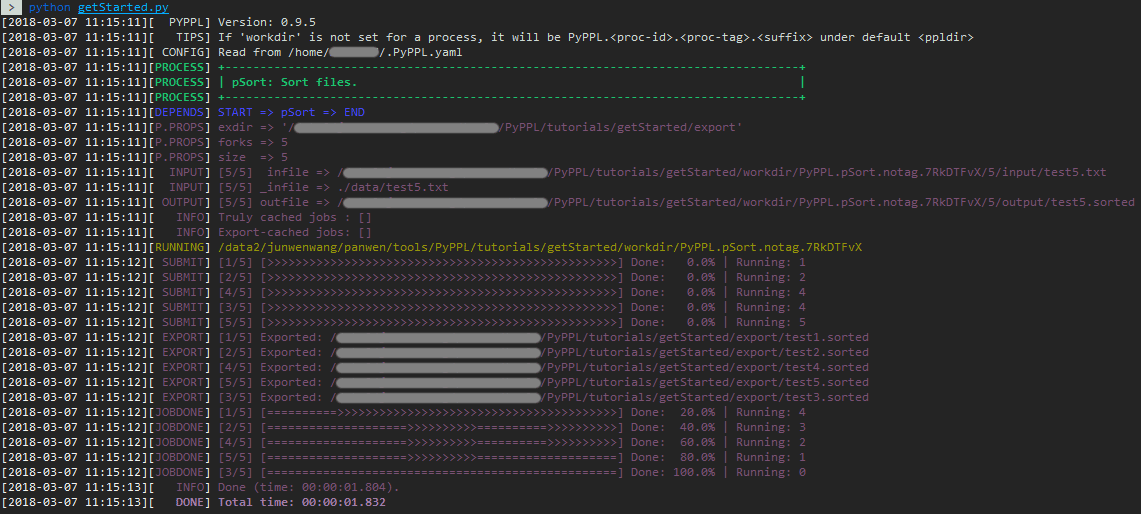 > python getStarted.py
[2018-03-07 11:15:11][  PYPPL] Version: 0.9.5
[2018-03-07 11:15:11][   TIPS] If 'workdir' is not set for a process, it will be PyPPL.<proc-id>.<proc-tag>.<suffix> under default <ppldir>
[2018-03-07 11:15:11][ CONFIG] Read from /home/ /.PyPPL.yaml
[2018-03-07 11:15:11][PROCESS] +----------------------------------------------------------------------------------+
[2018-03-07 11:15:11][PROCESS] | pSort: Sort files. |
[2018-03-07 11:15:11][PROCESS] +----------------------------------------------------------------------------------+
[2018-03-07 11:15:11][DEPENDS] START => pSort => END
[2018-03-07 11:15:11][P.PROPS] exdir => '/ /PyPPL/tutorials/getStarted/export'
[2018-03-07 11:15:11][P.PROPS] forks => 5
[2018-03-07 11:15:11][P.PROPS] size  => 5
[2018-03-07 11:15:11][  INPUT] [5/5]  infile => / /PyPPL/tutorials/getStarted/workdir/PyPPL.pSort.notag.7RkDTFvX/5/input/test5.txt
[2018-03-07 11:15:11][  INPUT] [5/5] _infile => ./data/test5.txt
[2018-03-07 11:15:11][ OUTPUT] [5/5] outfile => / /PyPPL/tutorials/getStarted/workdir/PyPPL.pSort.notag.7RkDTFvX/5/output/test5.sorted
[2018-03-07 11:15:11][   INFO] Truly cached jobs : []
[2018-03-07 11:15:11][   INFO] Export-cached jobs: []
[2018-03-07 11:15:11][RUNNING] /data2/junwenwang/panwen/tools/PyPPL/tutorials/getStarted/workdir/PyPPL.pSort.notag.7RkDTFvX
[2018-03-07 11:15:12][ SUBMIT] [1/5] [>>>>>>>>>>>>>>>>>>>>>>>>>>>>>>>>>>>>>>>>>>>>>>>>>>] Done:   0.0% | Running: 1
[2018-03-07 11:15:12][ SUBMIT] [2/5] [>>>>>>>>>>>>>>>>>>>>>>>>>>>>>>>>>>>>>>>>>>>>>>>>>>] Done:   0.0% | Running: 2
[2018-03-07 11:15:12][ SUBMIT] [4/5] [>>>>>>>>>>>>>>>>>>>>>>>>>>>>>>>>>>>>>>>>>>>>>>>>>>] Done:   0.0% | Running: 4
[2018-03-07 11:15:12][ SUBMIT] [3/5] [>>>>>>>>>>>>>>>>>>>>>>>>>>>>>>>>>>>>>>>>>>>>>>>>>>] Done:   0.0% | Running: 4
[2018-03-07 11:15:12][ SUBMIT] [5/5] [>>>>>>>>>>>>>>>>>>>>>>>>>>>>>>>>>>>>>>>>>>>>>>>>>>] Done:   0.0% | Running: 5
[2018-03-07 11:15:12][ EXPORT] [1/5] Exported: / /PyPPL/tutorials/getStarted/export/test1.sorted
[2018-03-07 11:15:12][ EXPORT] [2/5] Exported: / /PyPPL/tutorials/getStarted/export/test2.sorted
[2018-03-07 11:15:12][ EXPORT] [4/5] Exported: / /PyPPL/tutorials/getStarted/export/test4.sorted
[2018-03-07 11:15:12][ EXPORT] [5/5] Exported: / /PyPPL/tutorials/getStarted/export/test5.sorted
[2018-03-07 11:15:12][ EXPORT] [3/5] Exported: / /PyPPL/tutorials/getStarted/export/test3.sorted
[2018-03-07 11:15:12][JOBDONE] [1/5] [==========>>>>>>>>>>>>>>>>>>>>>>>>>>>>>>>>>>>>>>>>] Done:  20.0% | Running: 4
[2018-03-07 11:15:12][JOBDONE] [2/5] [====================>>>>>>>>>>==========>>>>>>>>>>] Done:  40.0% | Running: 3
[2018-03-07 11:15:12][JOBDONE] [4/5] [====================>>>>>>>>>>==========>>>>>>>>>>] Done:  60.0% | Running: 2
[2018-03-07 11:15:12][JOBDONE] [5/5] [====================>>>>>>>>>>====================] Done:  80.0% | Running: 1
[2018-03-07 11:15:12][JOBDONE] [3/5] [==================================================] Done: 100.0% | Running: 0
[2018-03-07 11:15:13][   INFO] Done (time: 00:00:01.804).
[2018-03-07 11:15:13][   DONE] Total time: 00:00:01.832